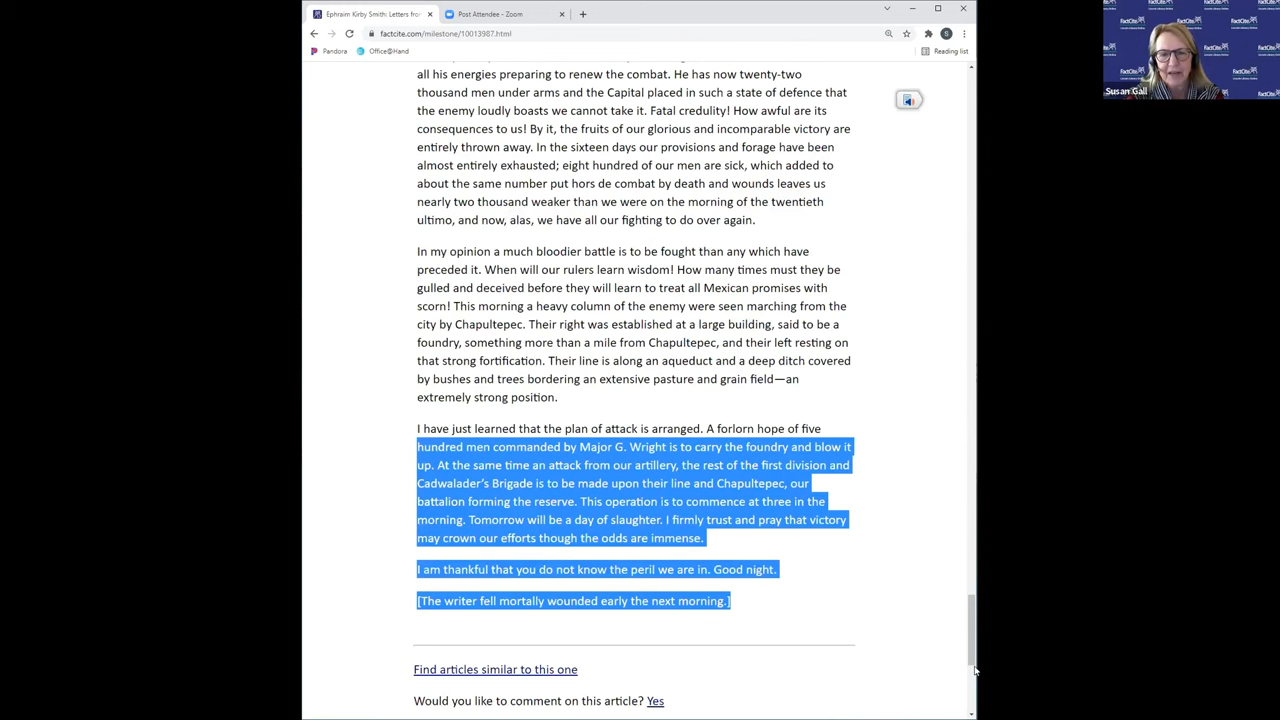 Ephraim Kirby Smith: Letters fro
Post Attendee - Zoom
factcite.com/milestone/10013987.html
Pandora
Office@Hand
Reading list
all his energies preparing to renew the combat. He has now twenty-two
thousand men under arms and the Capital placed in such a state of defence that
the enemy loudly boasts we cannot take it. Fatal credulity! How awful are its
consequences to us! By it, the fruits of our glorious and incomparable victory are
entirely thrown away. In the sixteen days our provisions and forage have been
almost entirely exhausted; eight hundred of our men are sick, which added to
about the same number put hors de combat by death and wounds leaves us
nearly two thousand weaker than we were on the morning of the twentieth
ultimo, and now, alas, we have all our fighting to do over again.
In my opinion a much bloodier battle is to be fought than any which have
preceded it. When will our rulers learn wisdom! How many times must they be
gulled and deceived before they will learn to treat all Mexican promises with
scorn! This morning a heavy column of the enemy were seen marching from the
city by Chapultepec. Their right was established at a large building, said to be a
foundry, something more than a mile from Chapultepec, and their left resting on
that strong fortification. Their line is along an aqueduct and a deep ditch covered
by bushes and trees bordering an extensive pasture and grain field—an
extremely strong position.
I have just learned that the plan of attack is arranged. A forlorn hope of five
hundred men commanded by Major G. Wright is to carry the foundry and blow it
up. At the same time an attack from our artillery, the rest of the first division and
Cadwalader's Brigade is to be made upon their line and Chapultepec, our
battalion forming the reserve. This operation is to commence at three in the
morning. Tomorrow will be a day of slaughter. I firmly trust and pray that victory
may crown our efforts though the odds are immense.
I am thankful that you do not know the peril we are in. Good night.
[The writer fell mortally wounded early the next morning.]
Find articles similar to this one
Would you like to comment on this article? Yes
FactCite
Susan Gall